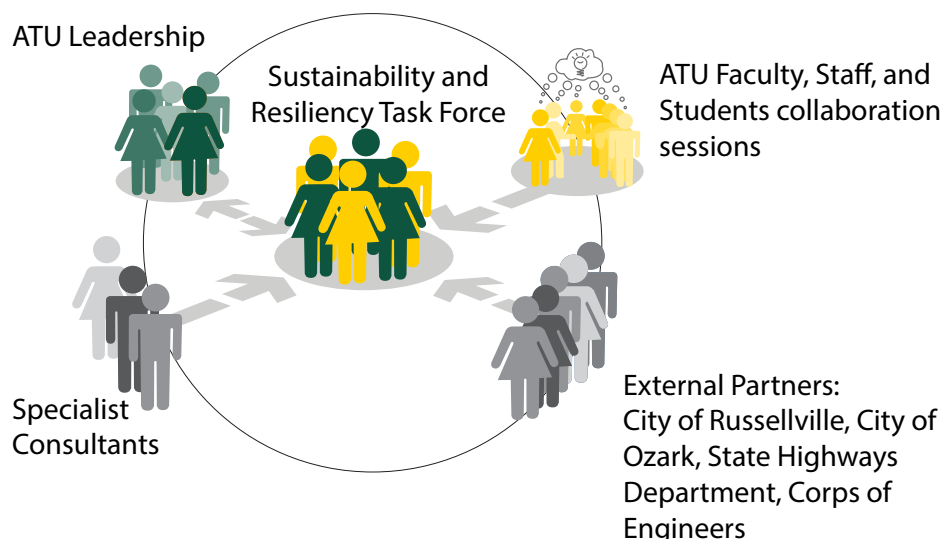 ATU Leadership
Sustainability and
Resiliency Task Force
ATU Faculty, Staff, and
Students collaboration
sessions
Specialist
Consultants
External Partners:
City of Russellville, City of
Ozark, State Highways
Department, Corps of
Engineers